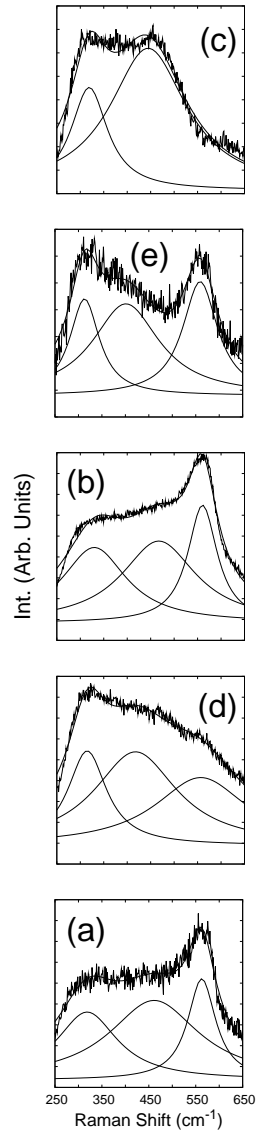 (c)
(e)
(b)
Int. (Arb. Units)
(d)
(a)
250 350 450 550 650
Raman Shift (cm⁻¹)